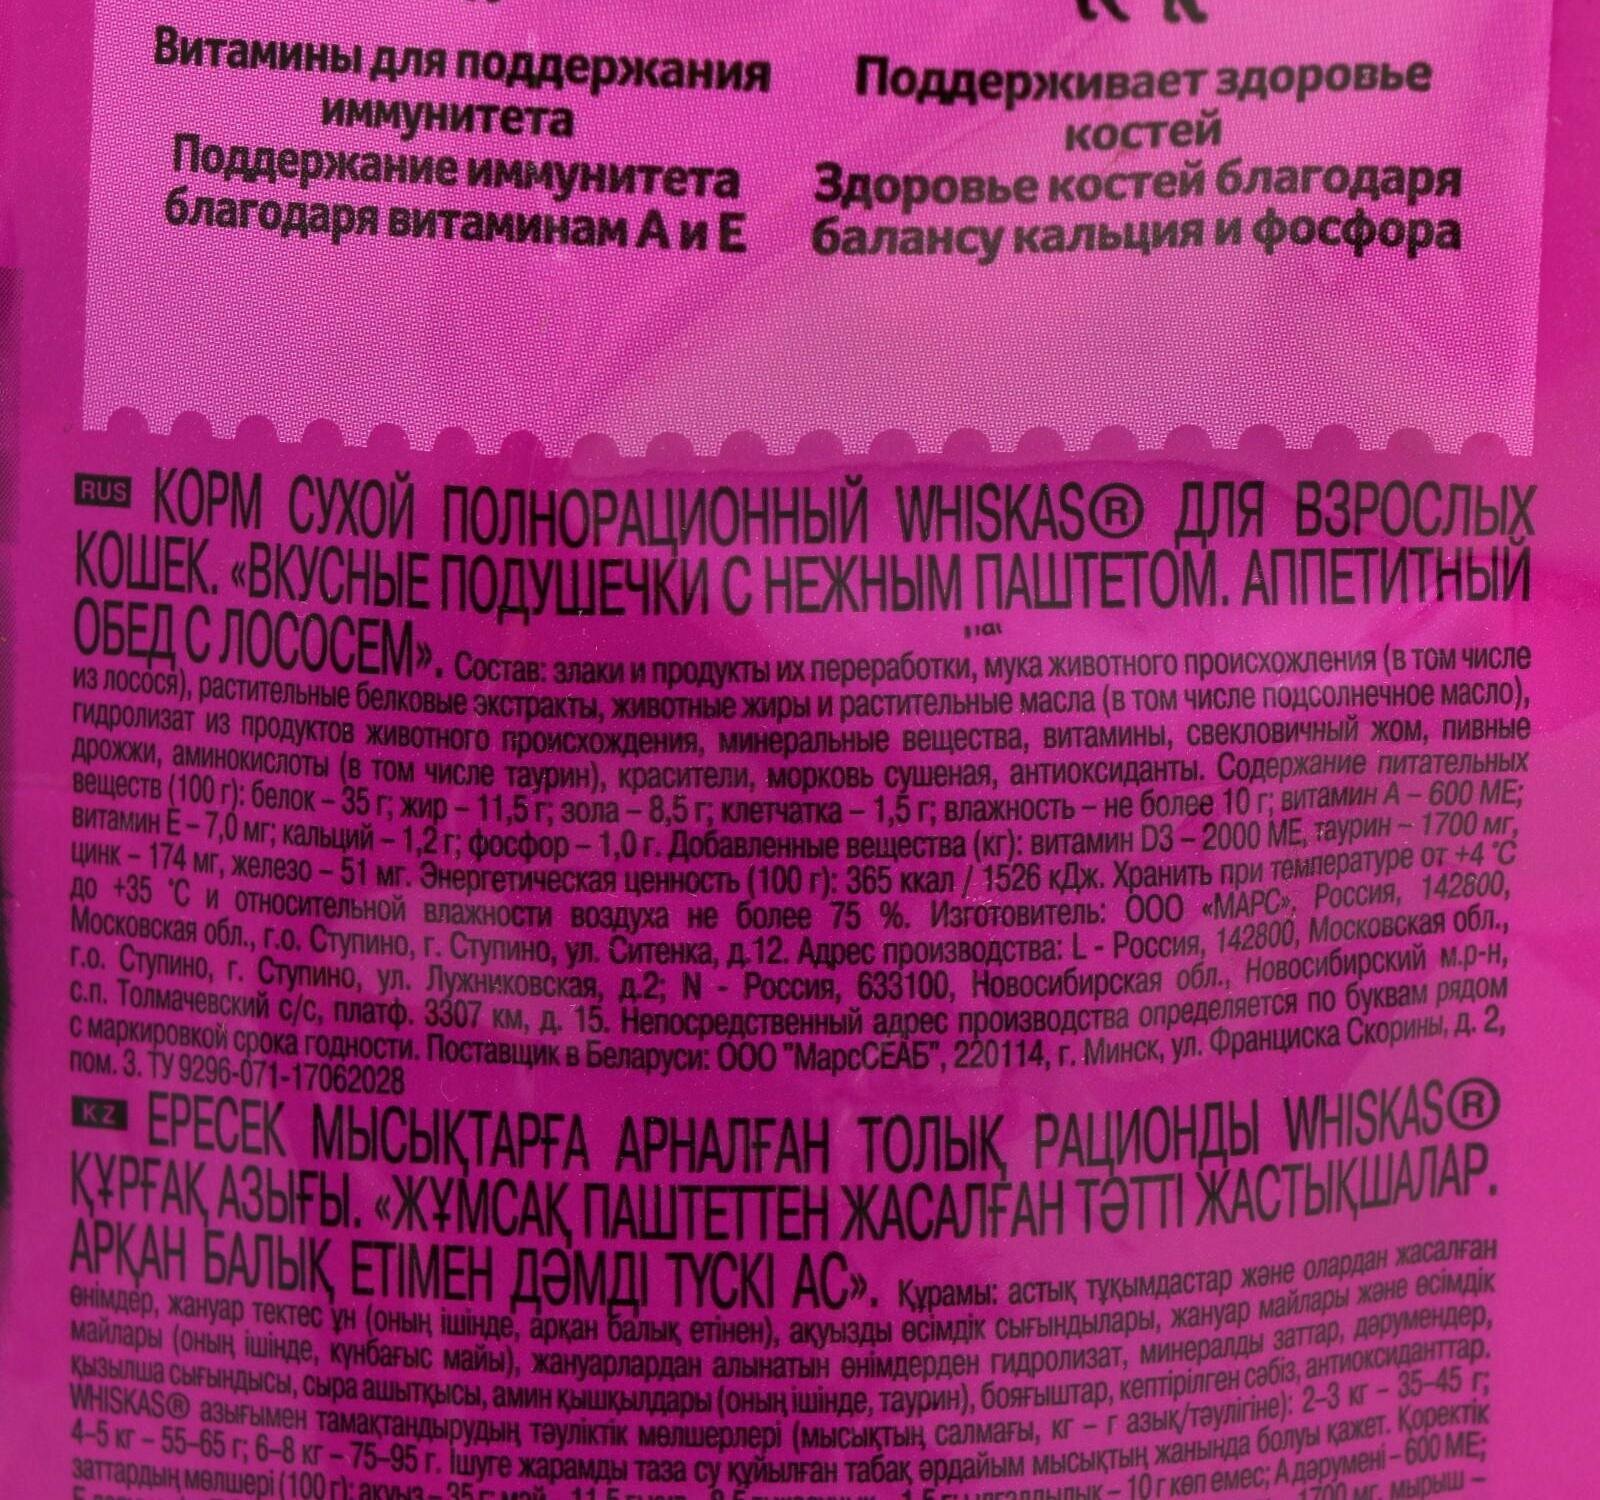 Витамины для поддержания
иммунитета
Поддержание иммунитета
благодаря витаминам А и Е
Поддерживает здоровье
костей
Здоровье костей благодаря
балансу кальция и фосфора
RUS КОРМ СУХОЙ ПОЛНОРАЦИОННЫЙ WHISKAS® ДЛЯ ВЗРОСЛЫХ
КОШЕК. «ВКУСНЫЕ ПОДУШЕЧКИ С НЕЖНЫМ ПАШТЕТОМ. АППЕТИТНЫЙ
ОБЕД С ЛОСОСЕМ». Состав: злаки и продукты их переработки, мука животного происхождения (в том числе
из лосося), растительные белковые экстракты, животные жиры и растительные масла (в том числе подсолнечное масло),
гидролизат из продуктов животного происхождения, минеральные вещества, витамины, свекловичный жом, пивные
дрожжи, аминокислоты (в том числе таурин), красители, морковь сушеная, антиоксиданты. Содержание питательных
веществ (100 г): белок – 35 г; жир – 11,5 г; зола – 8,5 г; клетчатка – 1,5 г; влажность – не более 10 г; витамин А – 600 МЕ;
витамин Е – 7,0 мг; кальций – 1,2 г; фосфор – 1,0 г. Добавленные вещества (кг): витамин D3 – 2000 МЕ, таурин – 1700 мг,
цинк – 174 мг, железо – 51 мг. Энергетическая ценность (100 г): 365 ккал / 1526 кДж. Хранить при температуре от +4 °C
до +35 °C и относительной влажности воздуха не более 75 %. Изготовитель: ООО «МАРС», Россия, 142800,
Московская обл., г.о. Ступино, г. Ступино, ул. Ситенка, д.12. Адрес производства: L - Россия, 142800, Московская обл.,
г.о. Ступино, г. Ступино, ул. Лужниковская, д.2; N - Россия, 633100, Новосибирская обл., Новосибирский м.р-н,
с.п. Толмачевский с/с, платф. 3307 км, д. 15. Непосредственный адрес производства определяется по буквам рядом
с маркировкой срока годности. Поставщик в Беларуси: ООО "МарсСЕАБ", 220114, г. Минск, ул. Франциска Скорины, д. 2,
пом. 3. ТУ 9296-071-17062028
KZ ЕРЕСЕК МЫСЫҚТАРҒА АРНАЛҒАН ТОЛЫҚ РАЦИОНДЫ WHISKAS®
ҚҰРҒАҚ АЗЫҒЫ. «ЖҰМСАҚ ПАШТЕТТЕН ЖАСАЛҒАН ТӘТТІ ЖАСТЫҚШАЛАР.
АРҚАН БАЛЫҚ ЕТІМЕН ДӘМДІ ТҮСКІ АС». Құрамы: астық тұқымдастар және олардан жасалған
өнімдер, жануар тектес ұн (оның ішінде, арқан балық етінен), ақуызды өсімдік сығындылары, жануар майлары және өсімдік
майлары (оның ішінде, күнбағыс майы), жануарлардан алынатын өнімдерден гидролизат, минералды заттар, дәрумендер,
қызылша сығындысы, сыра ашытқысы, амин қышқылдары (оның ішінде, таурин), бояғыштар, кептірілген сәбіз, антиоксиданттар.
WHISKAS® азығымен тамақтандырудың тәуліктік мөлшерлері (мысықтың салмағы, кг – г азық/тәулігіне): 2–3 кг – 35–45 г;
4–5 кг – 55–65 г; 6–8 кг – 75–95 г. Ішуге жарамды таза су құйылған табақ әрдайым мысықтың жанында болуы қажет. Қоректік
заттардың мөлшері (100 г): ақуыз – 35 г; май – 11,5 г; – 10 г көп емес; А дәрумені – 600 МЕ;
1700 мг, мырыш –